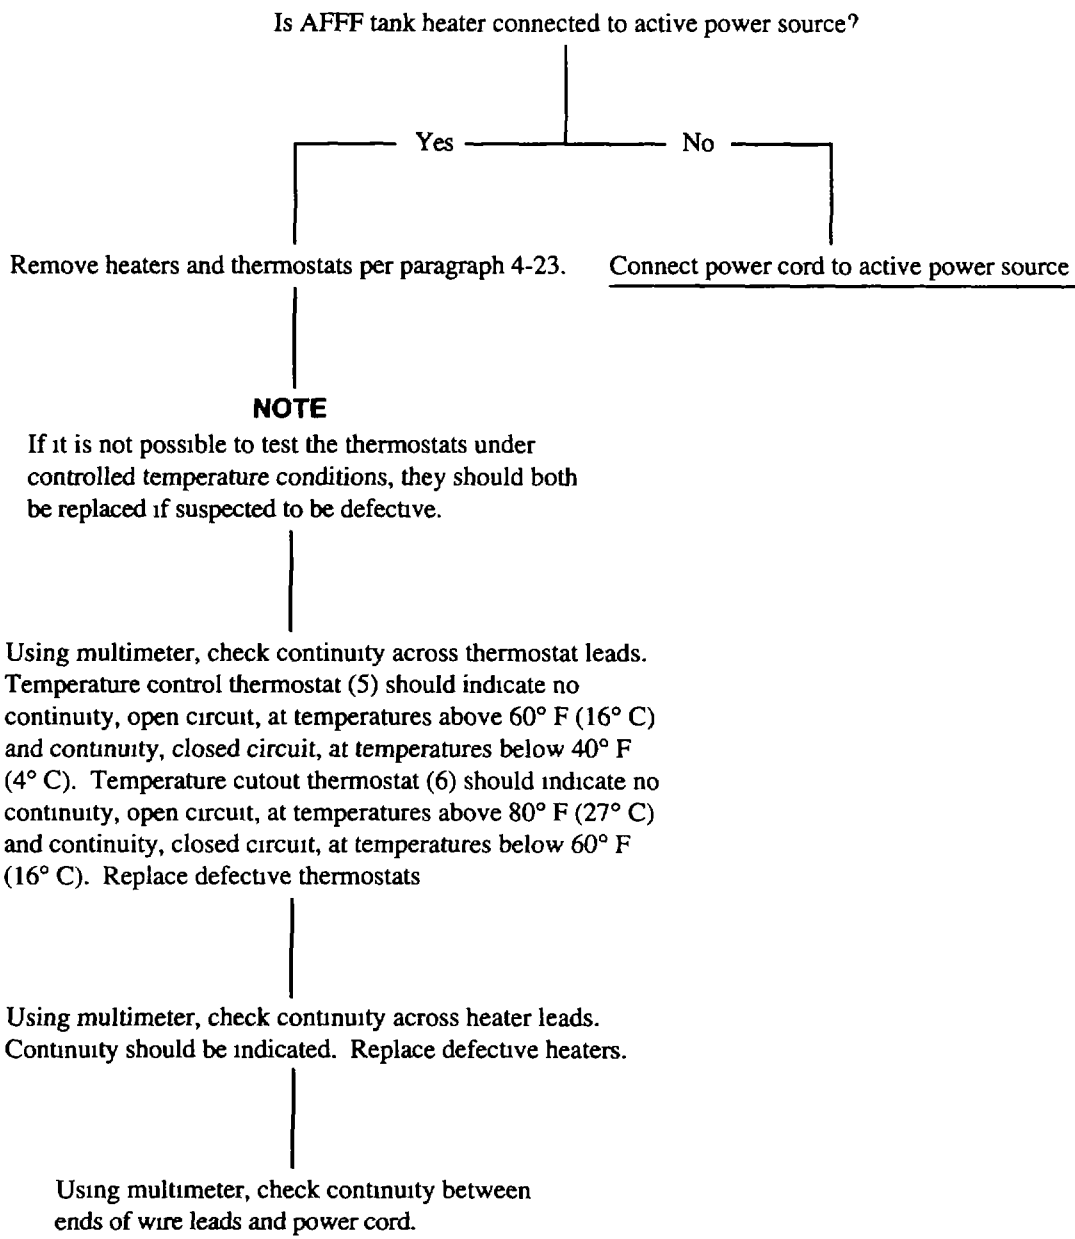 Is AFFF tank heater connected to active power source?
Yes
No
Remove heaters and thermostats per paragraph 4-23.
Connect power cord to active power source
NOTE
If it is not possible to test the thermostats under
controlled temperature conditions, they should both
be replaced if suspected to be defective.
Using multimeter, check continuity across thermostat leads.
Temperature control thermostat (5) should indicate no
continuity, open circuit, at temperatures above 60° F (16° C)
and continuity, closed circuit, at temperatures below 40° F
(4° C). Temperature cutout thermostat (6) should indicate no
continuity, open circuit, at temperatures above 80° F (27° C)
and continuity, closed circuit, at temperatures below 60° F
(16° C). Replace defective thermostats
Using multimeter, check continuity across heater leads.
Continuity should be indicated. Replace defective heaters.
Using multimeter, check continuity between
ends of wire leads and power cord.